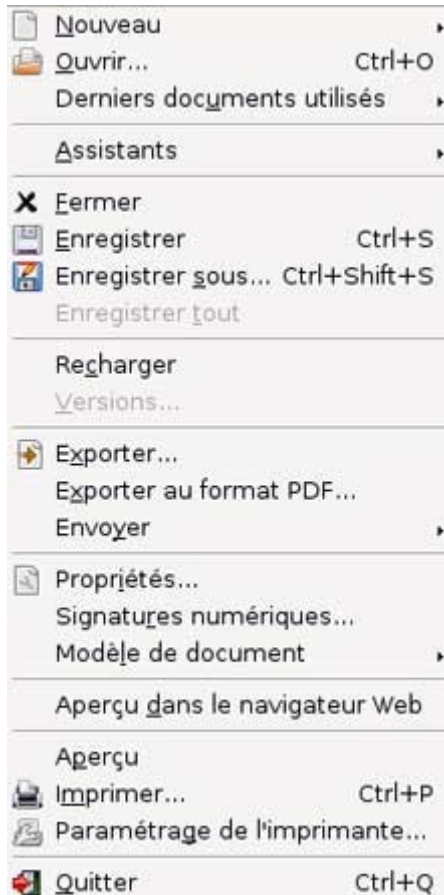 Nouveau
Ouvrir... Ctrl+O
Derniers documents utilisés
Assistants
Fermer
Enregistrer Ctrl+S
Enregistrer sous... Ctrl+Shift+S
Enregistrer tout
Recharger
Versions...
Exporter...
Exporter au format PDF...
Envoyer
Propriétés...
Signatures numériques...
Modèle de document
Aperçu dans le navigateur Web
Aperçu
Imprimer... Ctrl+P
Paramétrage de l'imprimante...
Quitter Ctrl+Q